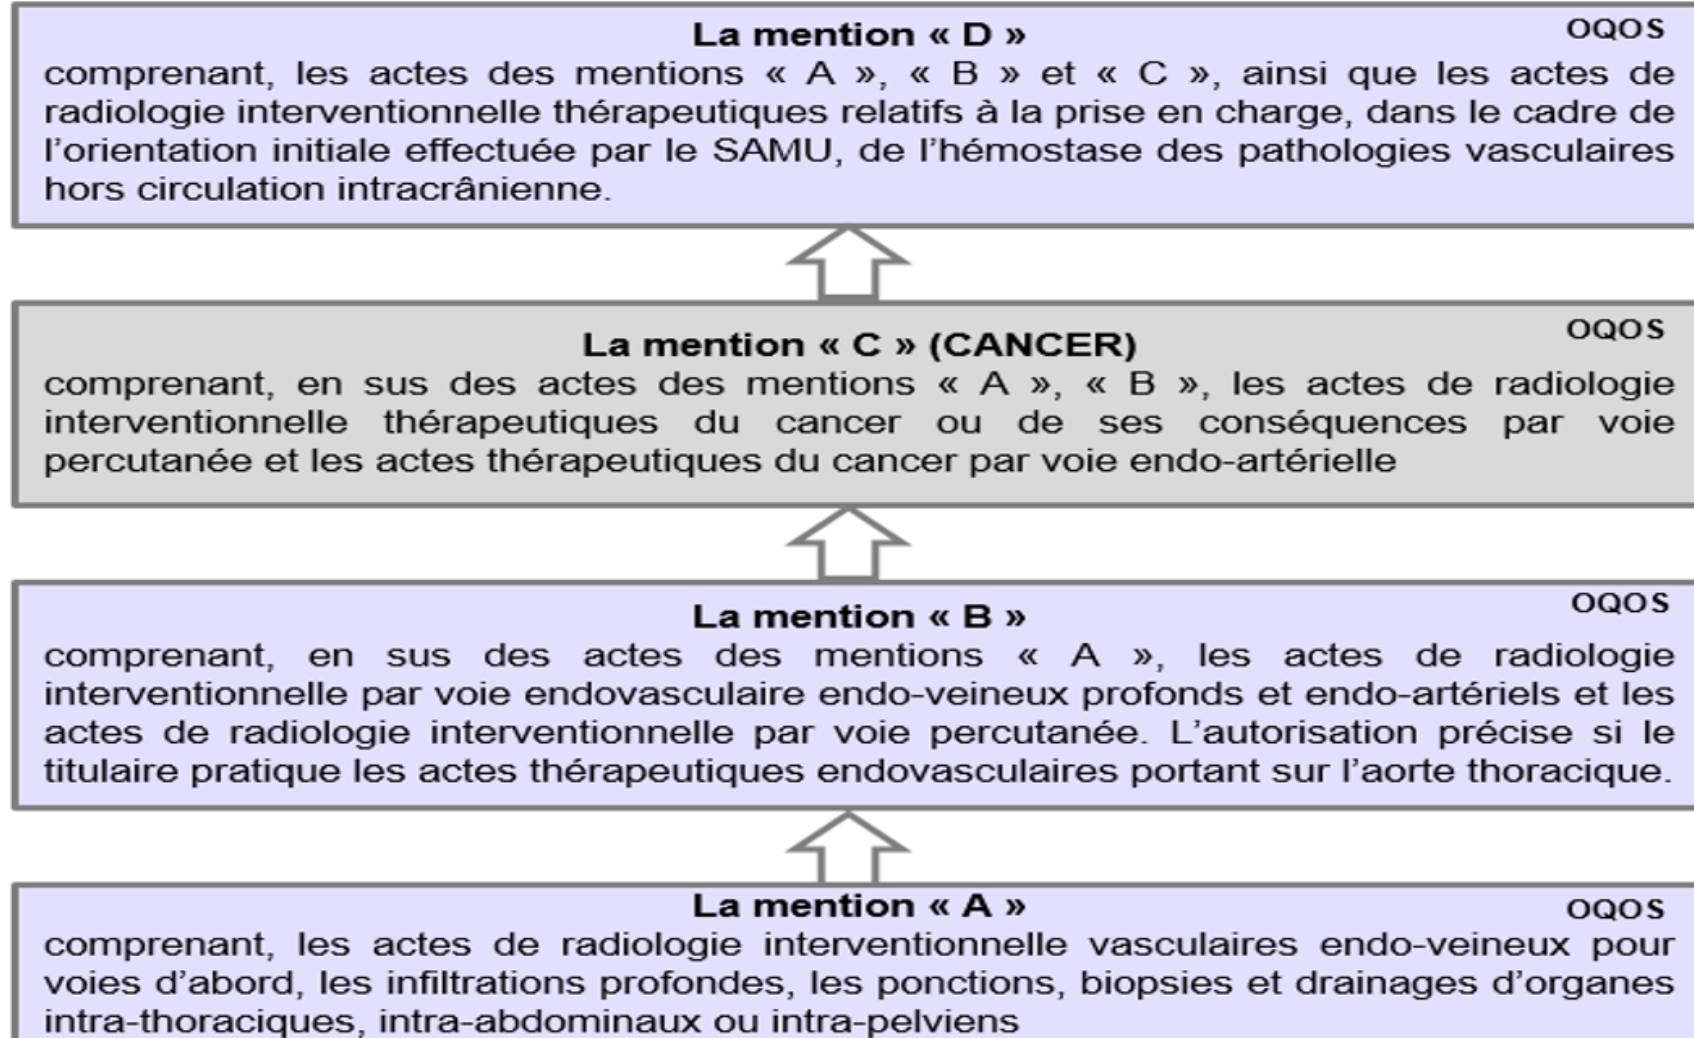 La mention « D »
OQOS
comprenant, les actes des mentions « A », « B » et « C », ainsi que les actes de
radiologie interventionnelle thérapeutiques relatifs à la prise en charge, dans le cadre de
l’orientation initiale effectuée par le SAMU, de l’hémostase des pathologies vasculaires
hors circulation intracrânienne.
La mention « C » (CANCER)
OQOS
comprenant, en sus des actes des mentions « A », « B », les actes de radiologie
interventionnelle thérapeutiques du cancer ou de ses conséquences par voie
percutanée et les actes thérapeutiques du cancer par voie endo-artérielle
La mention « B »
OQOS
comprenant, en sus des actes des mentions « A », les actes de radiologie
interventionnelle par voie endovasculaire endo-veineux profonds et endo-artériels et les
actes de radiologie interventionnelle par voie percutanée. L’autorisation précise si le
titulaire pratique les actes thérapeutiques endovasculaires portant sur l’aorte thoracique.
La mention « A »
OQOS
comprenant, les actes de radiologie interventionnelle vasculaires endo-veineux pour
voies d’abord, les infiltrations profondes, les ponctions, biopsies et drainages d’organes
intra-thoraciques, intra-abdominaux ou intra-pelviens